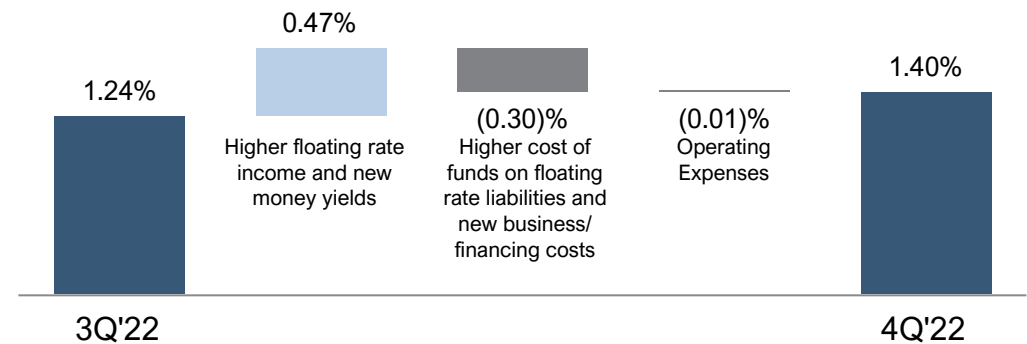 0.47%
1.24%
1.40%
(0.30)%
(0.01)%
Higher floating rate
income and new
money yields
Higher cost of
funds on floating
rate liabilities and
new business/
financing costs
Operating
Expenses
3Q'22
4Q'22